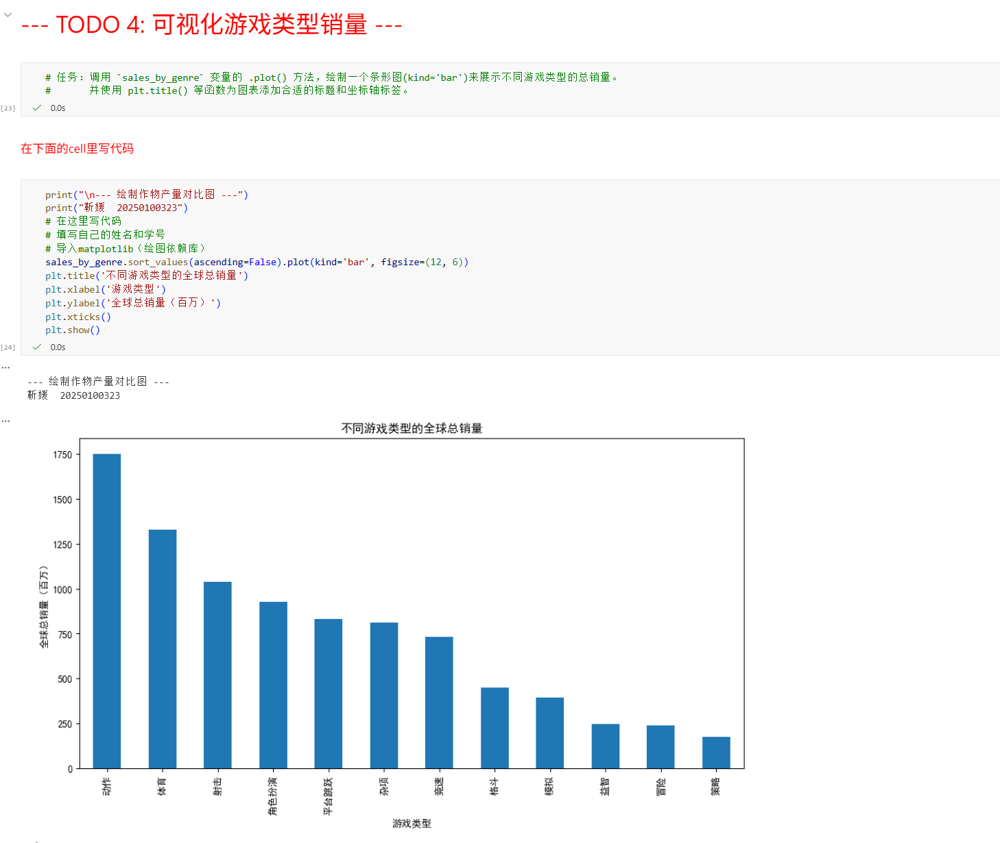 --- TODO 4: 可视化游戏类型销量 ---
# 任务：调用 `sales_by_genre` 变量的 .plot() 方法，绘制一个条形图(kind='bar')来展示不同游戏类型的总销量。
#       并使用 plt.title() 等函数为图表添加合适的标题和坐标轴标签。
[23]
0.0s
在下面的cell里写代码
print("\n--- 绘制作物产量对比图 ---")
print("靳媛  20250100323")
# 在这里写代码
# 填写自己的姓名和学号
# 导入matplotlib（绘图依赖库）
sales_by_genre.sort_values(ascending=False).plot(kind='bar', figsize=(12, 6))
plt.title('不同游戏类型的全球总销量')
plt.xlabel('游戏类型')
plt.ylabel('全球总销量（百万）')
plt.xticks()
plt.show()
[24]
0.0s
...
--- 绘制作物产量对比图 ---
靳媛  20250100323
...
不同游戏类型的全球总销量
全球总销量（百万）
1750
1500
1250
1000
750
500
250
0
动作
体育
射击
角色扮演
平台跳跃
杂项
竞速
格斗
模拟
益智
冒险
策略
游戏类型